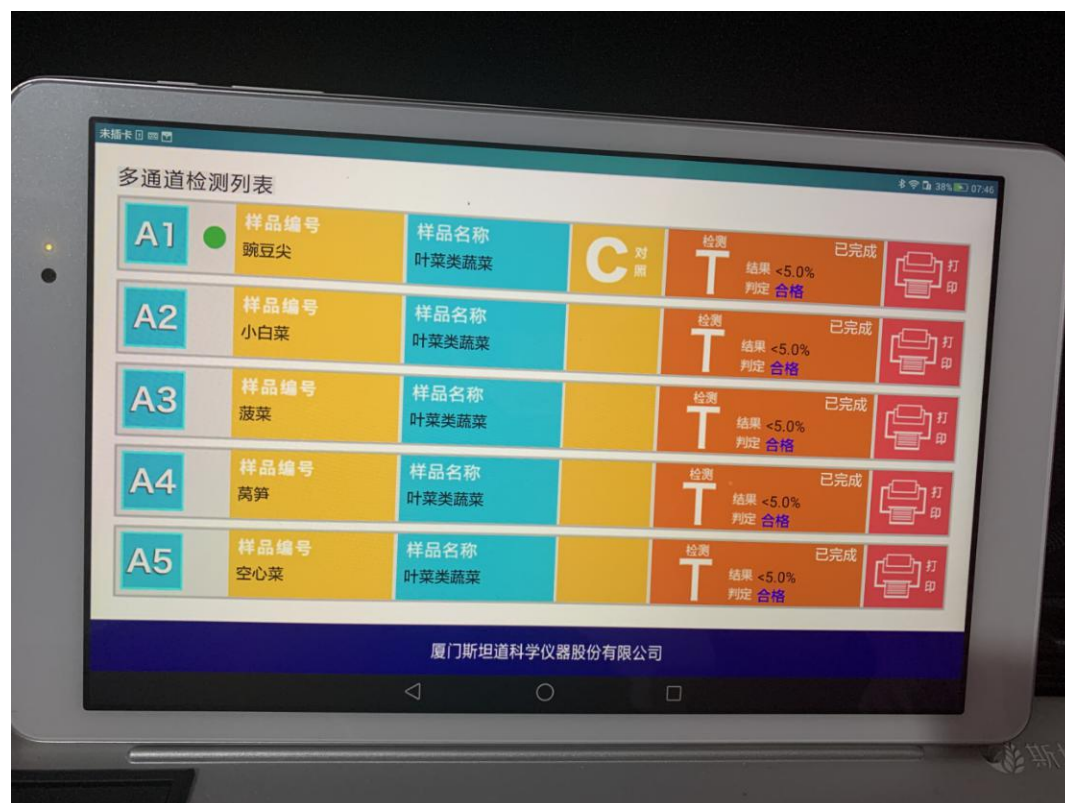 未插卡
38% 07:46
多通道检测列表
A1
样品编号
豌豆尖
样品名称
叶菜类蔬菜
C 对照
检测
T
已完成
结果 <5.0%
判定 合格
打印
A2
样品编号
小白菜
样品名称
叶菜类蔬菜
检测
T
已完成
结果 <5.0%
判定 合格
打印
A3
样品编号
菠菜
样品名称
叶菜类蔬菜
检测
T
已完成
结果 <5.0%
判定 合格
打印
A4
样品编号
莴笋
样品名称
叶菜类蔬菜
检测
T
已完成
结果 <5.0%
判定 合格
打印
A5
样品编号
空心菜
样品名称
叶菜类蔬菜
检测
T
已完成
结果 <5.0%
判定 合格
打印
厦门斯坦道科学仪器股份有限公司
斯